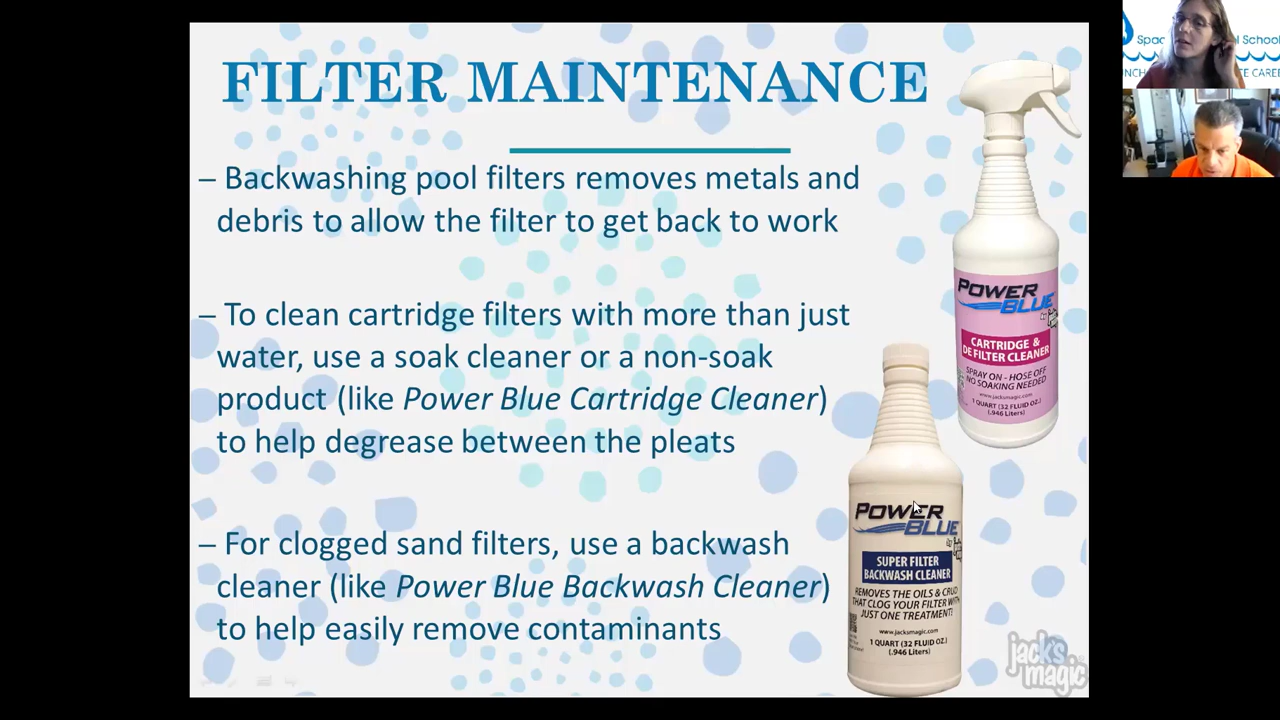 FILTER MAINTENANCE
– Backwashing pool filters removes metals and
debris to allow the filter to get back to work
– To clean cartridge filters with more than just
water, use a soak cleaner or a non-soak
product (like Power Blue Cartridge Cleaner)
to help degrease between the pleats
– For clogged sand filters, use a backwash
cleaner (like Power Blue Backwash Cleaner)
to help easily remove contaminants
POWER
BLUE
by
CARTRIDGE &
DE FILTER CLEANER
SPRAY ON - HOSE OFF
NO SOAKING NEEDED
www.jacksmagic.com
1 QUART (32 FLUID OZ.)
(.946 Liters)
POWER
BLUE
by
SUPER FILTER
BACKWASH CLEANER
REMOVES THE OILS & CRUD
THAT CLOG YOUR FILTER WITH
JUST ONE TREATMENT!
www.jacksmagic.com
1 QUART (32 FLUID OZ.)
(.946 Liters)
jack's
magic
School